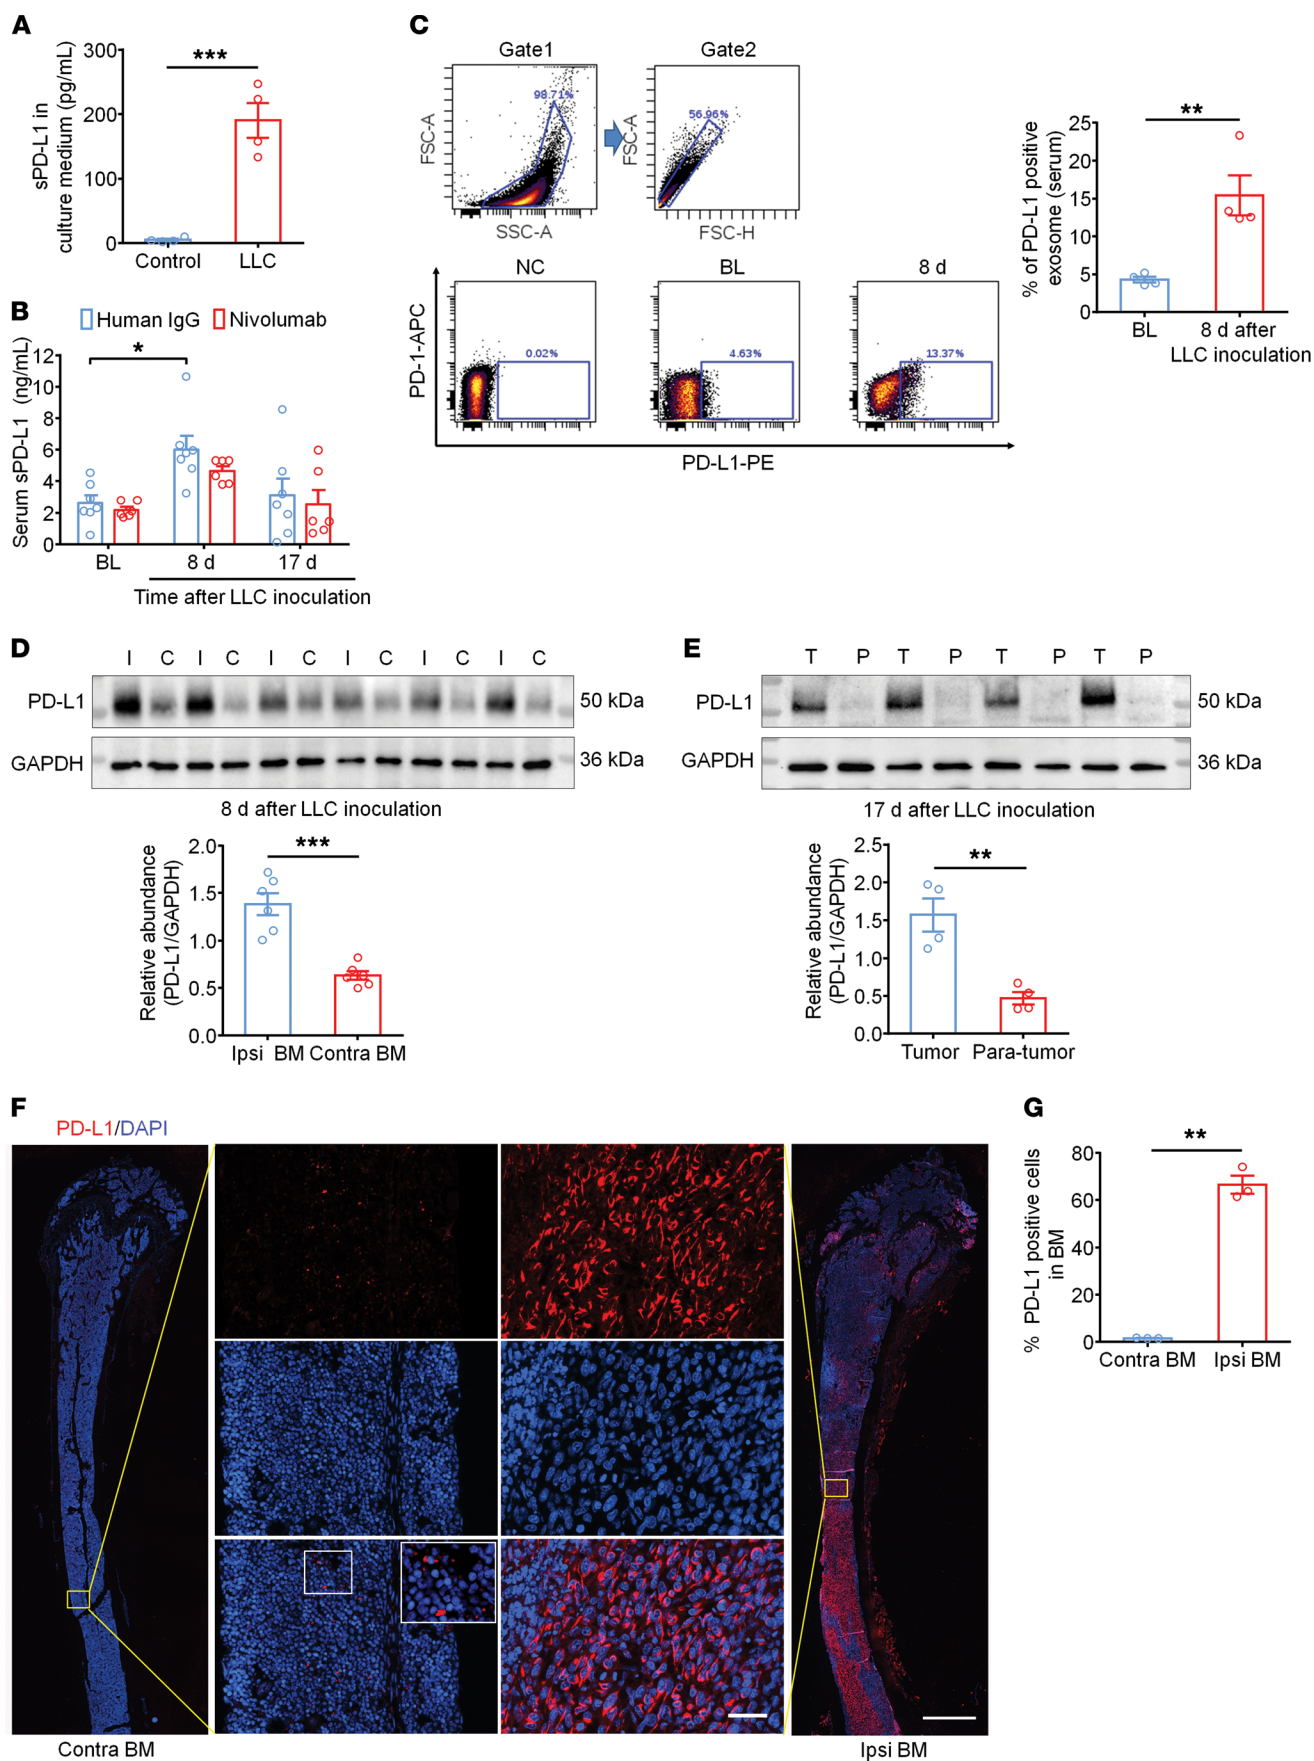 A
sPD-L1 in
culture medium (pg/mL)
300
200
100
0
***
Control
LLC
B
Human IgG
Nivolumab
Serum sPD-L1 (ng/mL)
12
10
8
6
4
2
0
*
BL
8 d
17 d
Time after LLC inoculation
C
Gate1
Gate2
FSC-A
98.71%
SSC-A
FSC-A
56.96%
FSC-H
NC
BL
8 d
PD-1-APC
0.02%
4.63%
13.37%
PD-L1-PE
% of PD-L1 positive
exosome (serum)
25
20
15
10
5
0
**
BL
8 d after
LLC inoculation
D
I C I C I C I C I C I C
PD-L1
50 kDa
GAPDH
36 kDa
8 d after LLC inoculation
Relative abundance
(PD-L1/GAPDH)
2.0
1.5
1.0
0.5
0.0
***
Ipsi BM
Contra BM
E
T P T P T P T P
PD-L1
50 kDa
GAPDH
36 kDa
17 d after LLC inoculation
Relative abundance
(PD-L1/GAPDH)
2.5
2.0
1.5
1.0
0.5
0.0
**
Tumor
Para-tumor
F
PD-L1/DAPI
Contra BM
Ipsi BM
G
% PD-L1 positive cells
in BM
80
60
40
20
0
**
Contra BM
Ipsi BM